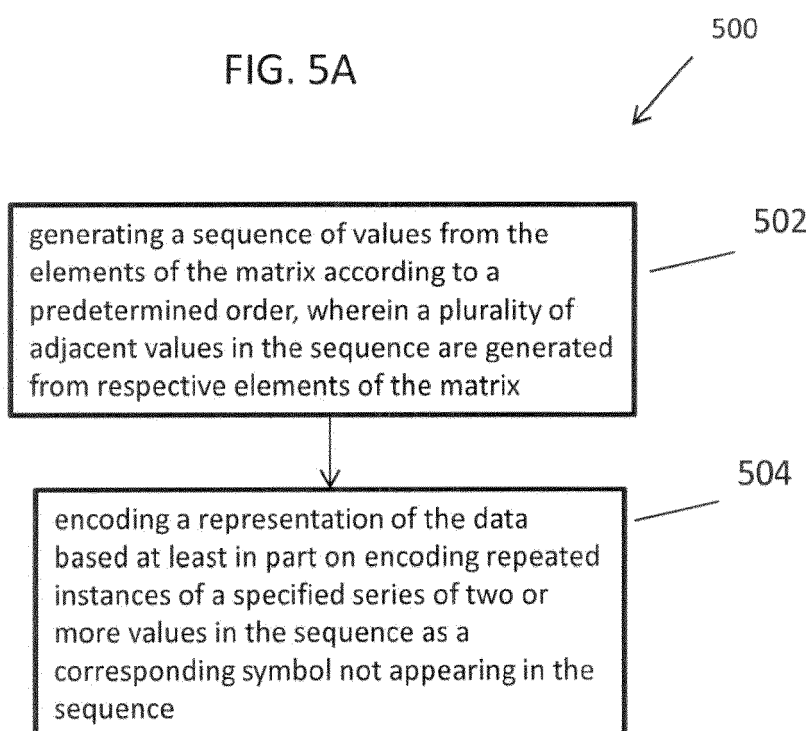 500
FIG. 5A
502
generating a sequence of values from the
elements of the matrix according to a
predetermined order, wherein a plurality of
adjacent values in the sequence are generated
from respective elements of the matrix
504
encoding a representation of the data
based at least in part on encoding repeated
instances of a specified series of two or
more values in the sequence as a
corresponding symbol not appearing in the
sequence